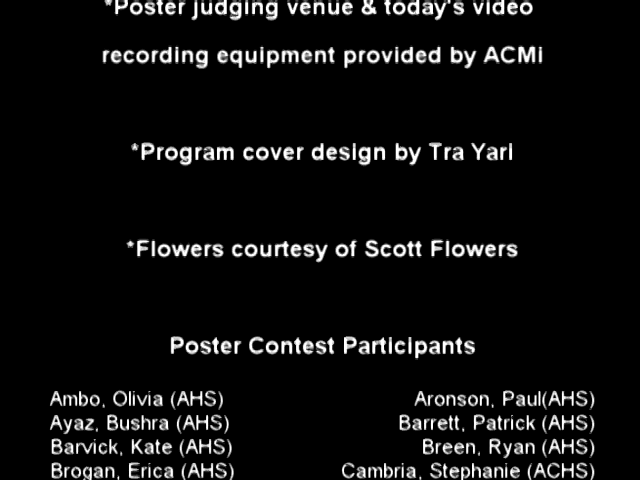 *Poster judging venue & today's video
recording equipment provided by ACMi
*Program cover design by Tra Yari
*Flowers courtesy of Scott Flowers
Poster Contest Participants
Ambo, Olivia (AHS) Aronson, Paul(AHS)
Ayaz, Bushra (AHS) Barrett, Patrick (AHS)
Barvick, Kate (AHS) Breen, Ryan (AHS)
Brogan, Erica (AHS) Cambria, Stephanie (ACHS)